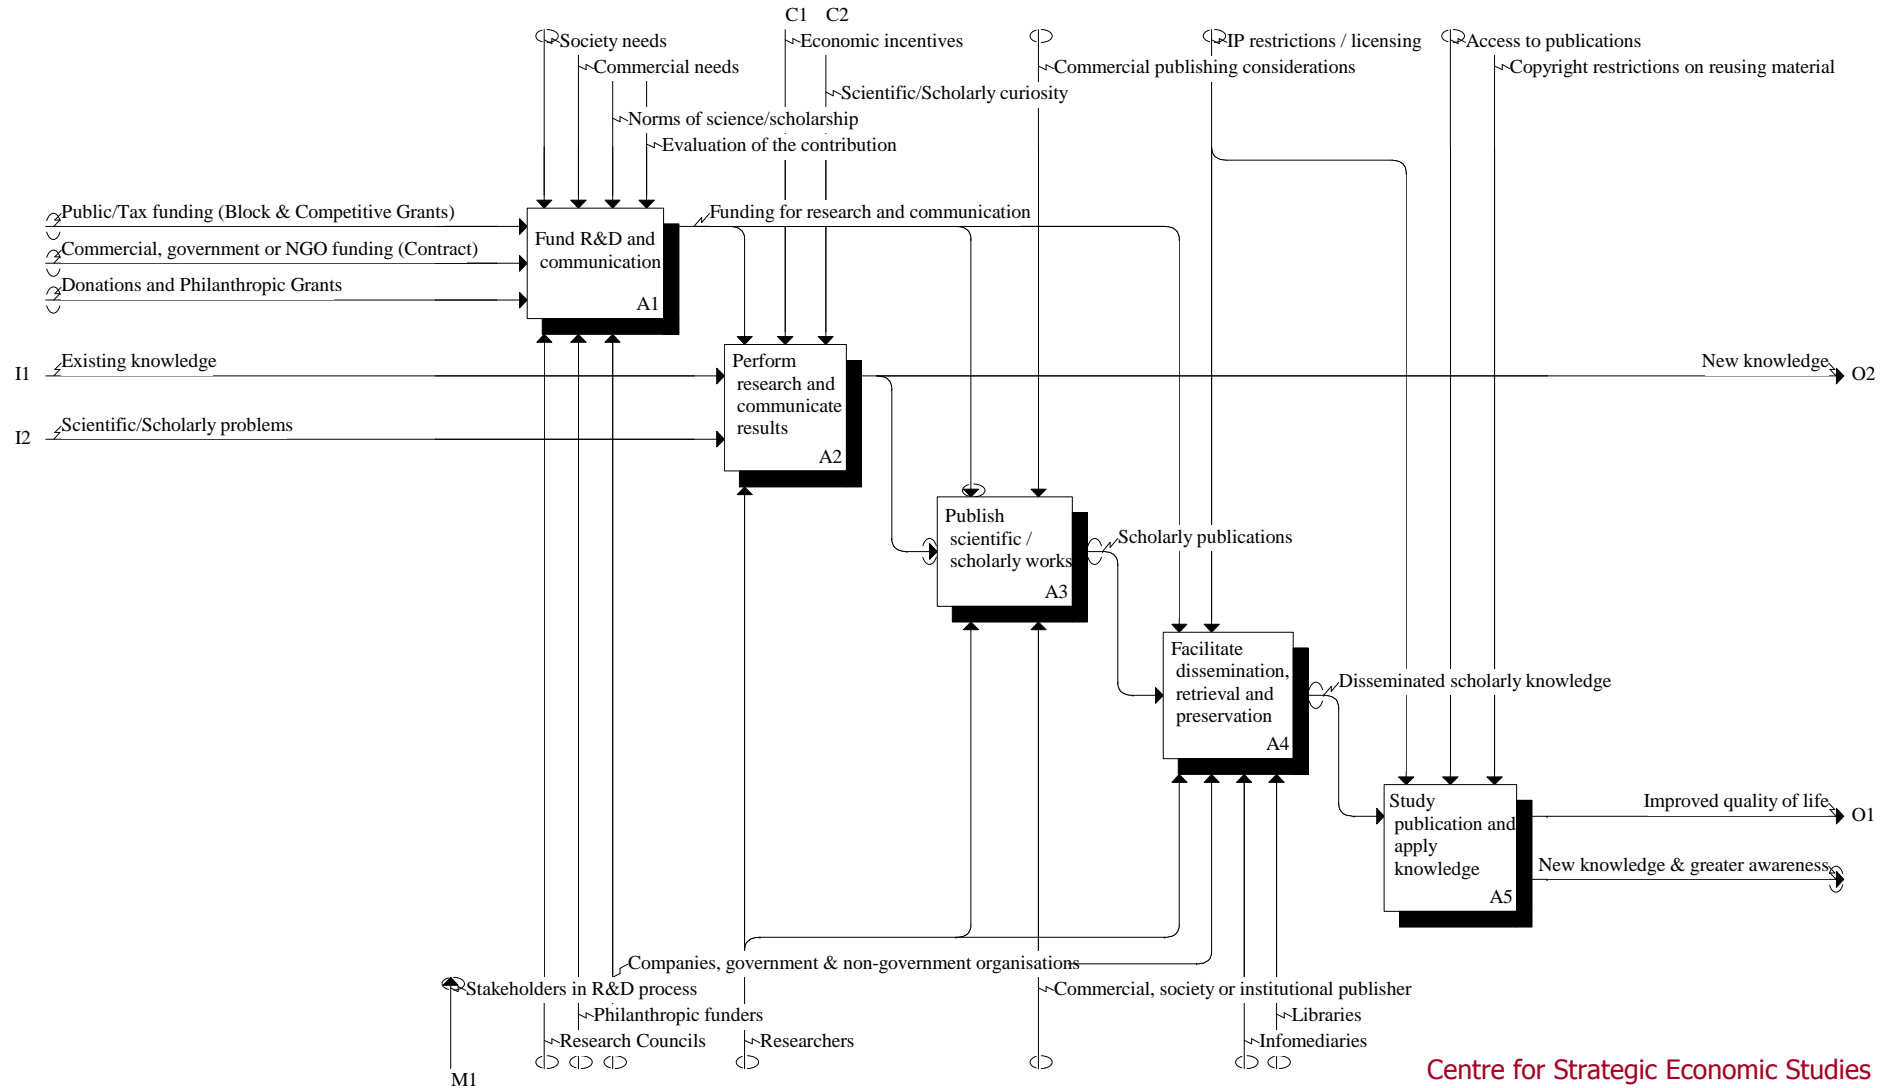 C1 C2
Society needs
Economic incentives
IP restrictions / licensing
Access to publications
Commercial needs
Commercial publishing considerations
Copyright restrictions on reusing material
Scientific/Scholarly curiosity
Norms of science/scholarship
Evaluation of the contribution
Public/Tax funding (Block & Competitive Grants)
Funding for research and communication
Commercial, government or NGO funding (Contract)
Donations and Philanthropic Grants
Fund R&D and
communication
A1
I1
Existing knowledge
New knowledge
O2
I2
Scientific/Scholarly problems
Perform
research and
communicate
results
A2
Publish
scientific /
scholarly works
A3
Scholarly publications
Facilitate
dissemination,
retrieval and
preservation
A4
Disseminated scholarly knowledge
Study
publication and
apply
knowledge
A5
Improved quality of life
O1
New knowledge & greater awareness
Companies, government & non-government organisations
Stakeholders in R&D process
Commercial, society or institutional publisher
Philanthropic funders
Libraries
Research Councils
Researchers
Infomediaries
M1
Centre for Strategic Economic Studies